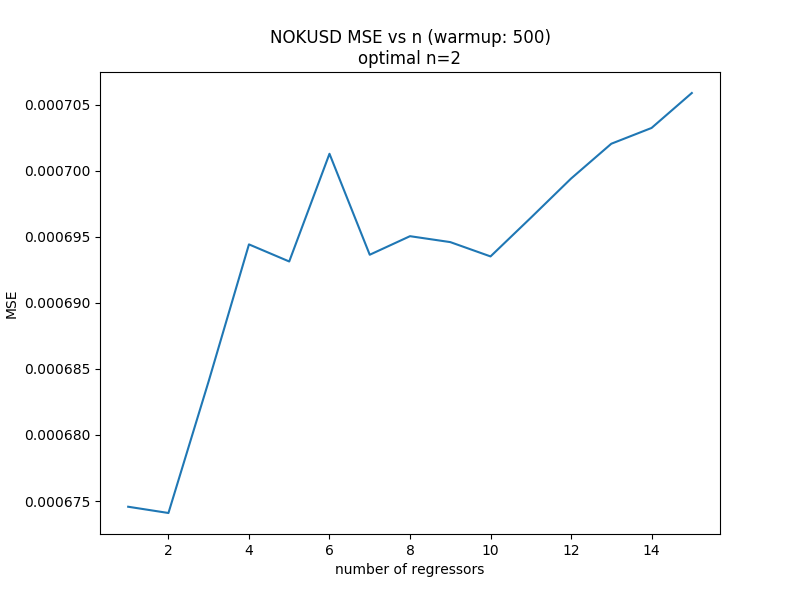 NOKUSD MSE vs n (warmup: 500)
optimal n=2
0.000705
0.000700
0.000695
0.000690
0.000685
0.000680
0.000675
MSE
2 4 6 8 10 12 14
number of regressors